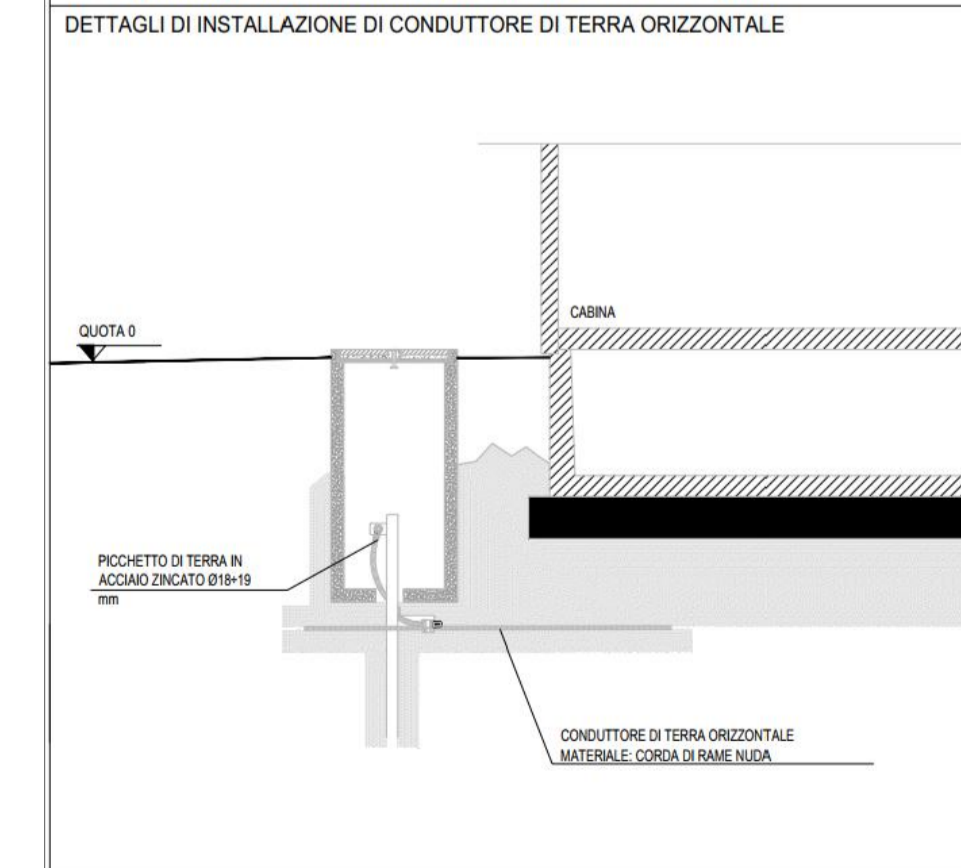 DETTAGLI DI INSTALLAZIONE DI CONDUTTORE DI TERRA ORIZZONTALE
CABINA
QUOTA 0
PICCHETTO DI TERRA IN
ACCIAIO ZINCATO Ø18+19
mm
CONDUTTORE DI TERRA ORIZZONTALE
MATERIALE: CORDA DI RAME NUDA